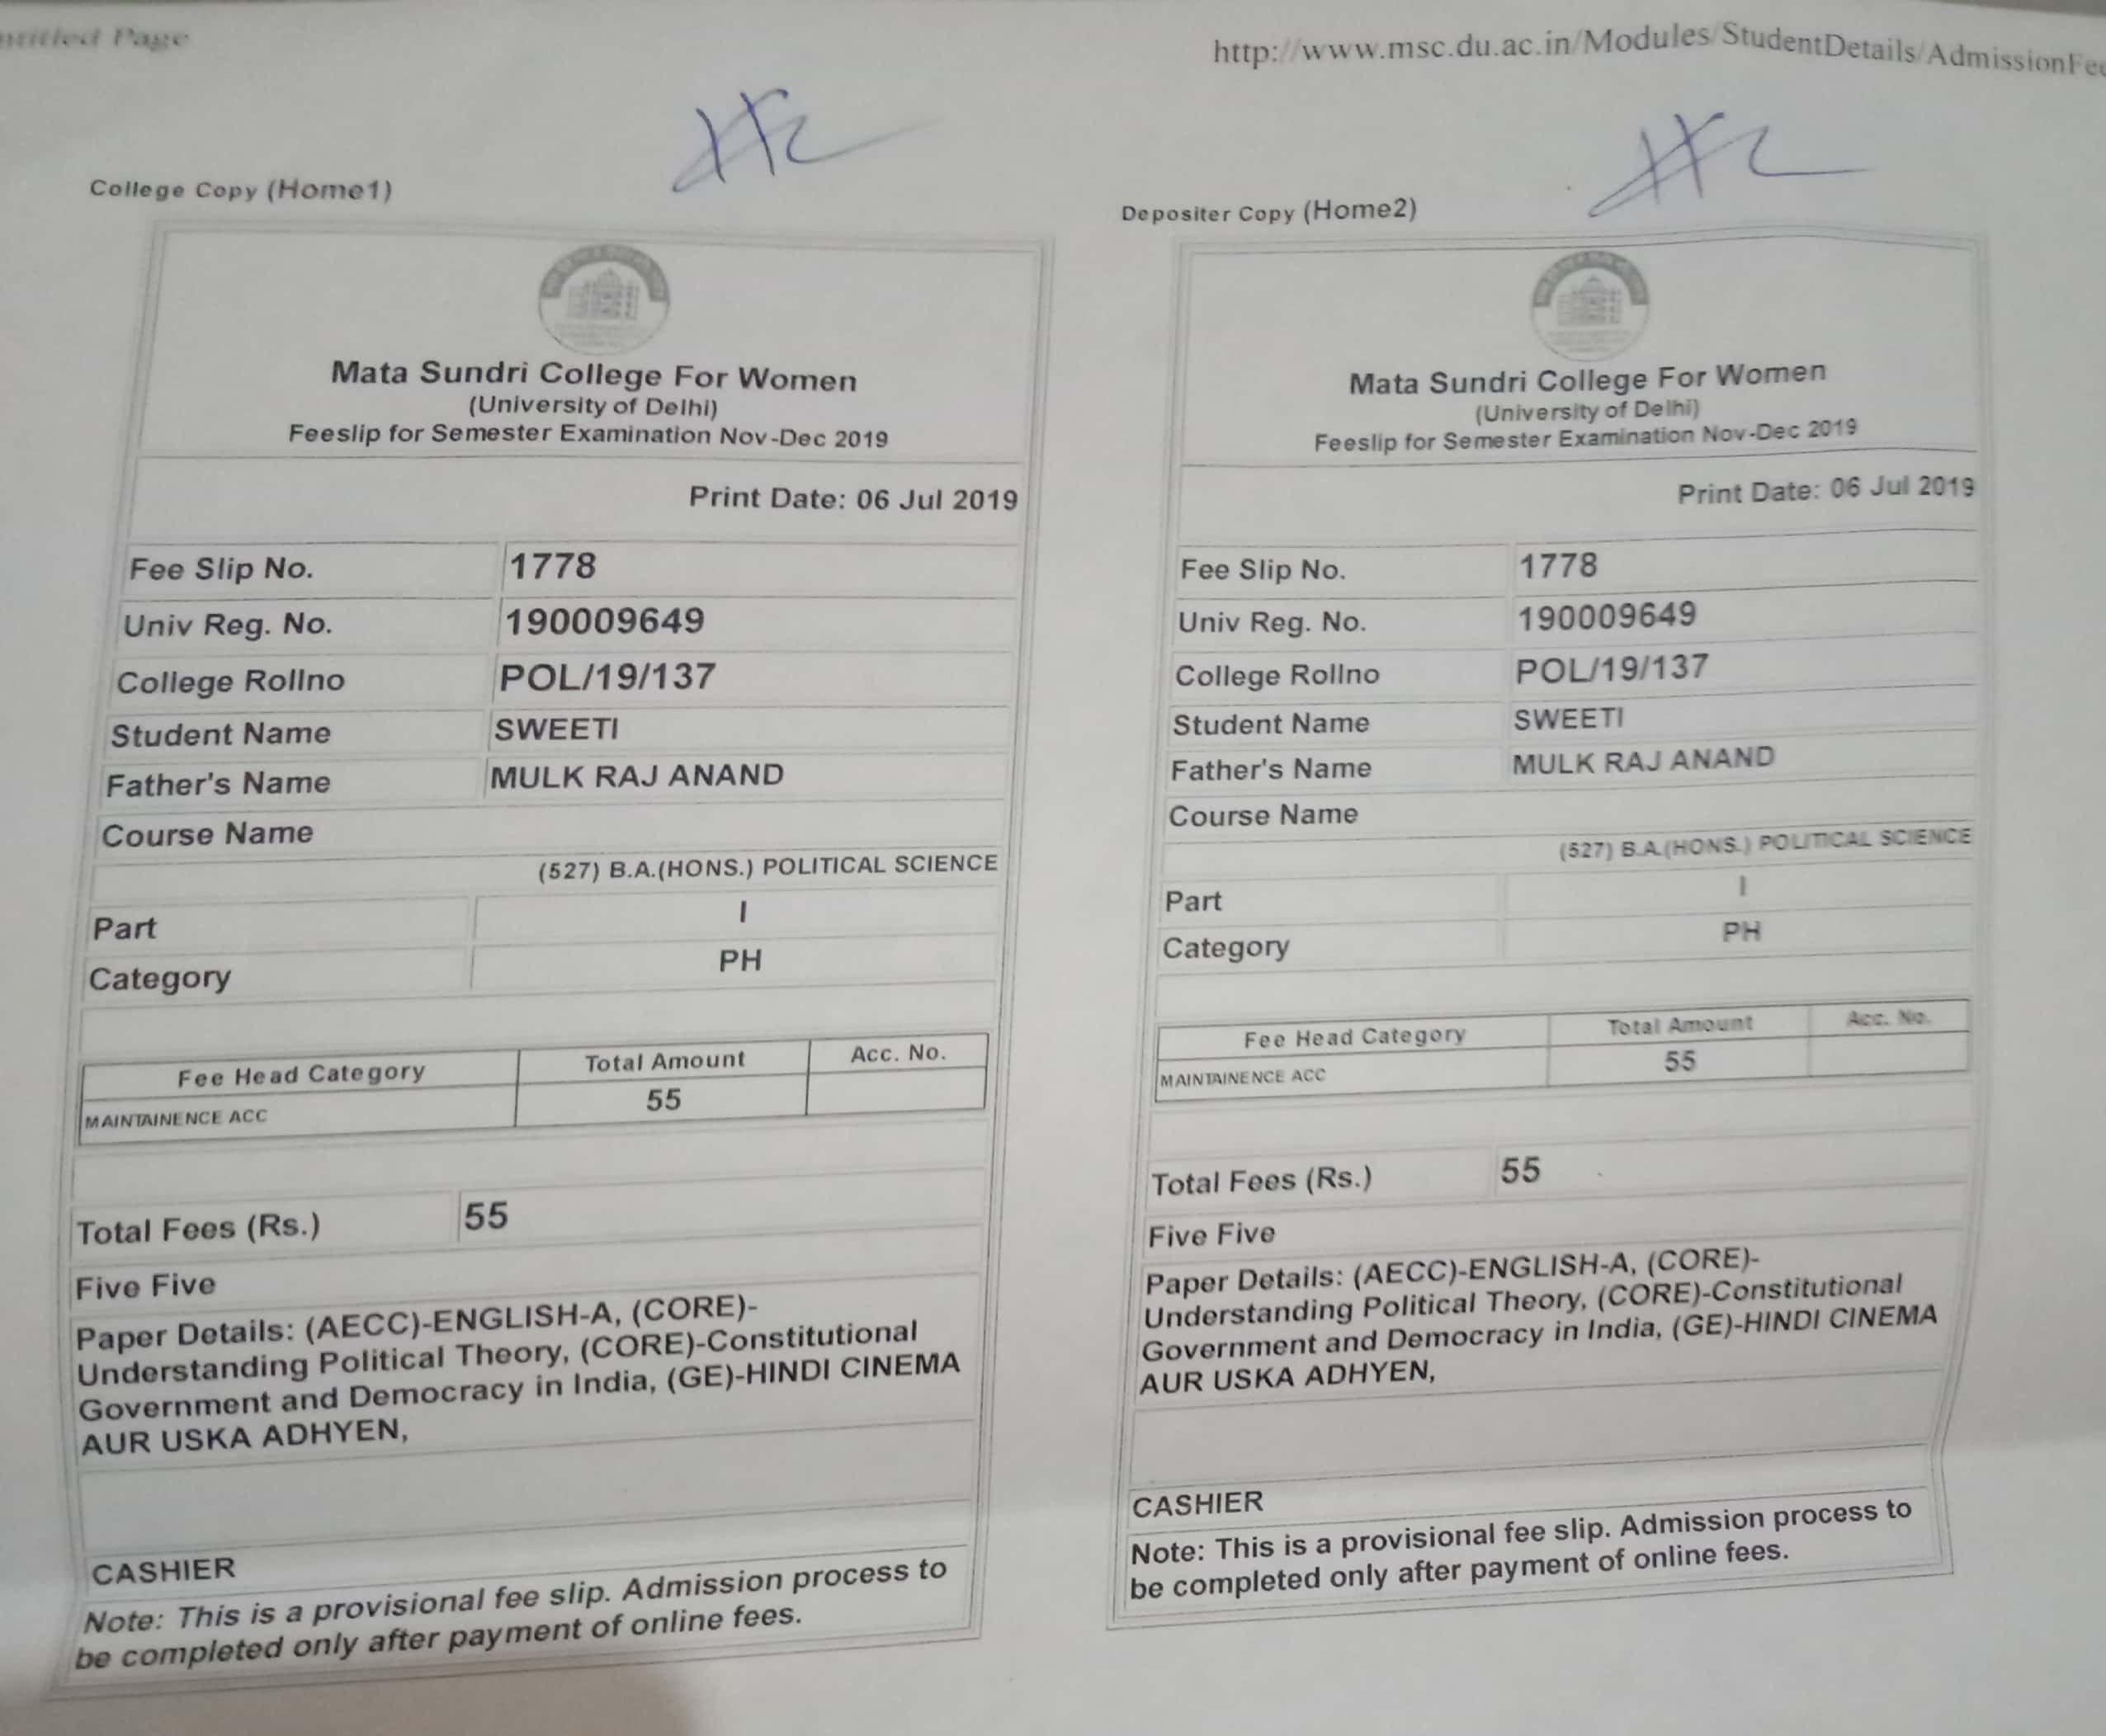 Page
http://www.msc.du.ac.in/Modules/StudentDetails/AdmissionFee
College Copy (Home1)
Mata Sundri College For Women
(University of Delhi)
Feeslip for Semester Examination Nov-Dec 2019
Print Date: 06 Jul 2019
Fee Slip No. 1778
Univ Reg. No. 190009649
College Rollno POL/19/137
Student Name SWEETI
Father's Name MULK RAJ ANAND
Course Name
(527) B.A.(HONS.) POLITICAL SCIENCE
Part I
Category PH
Fee Head Category Total Amount Acc. No.
MAINTAINENCE ACC 55
Total Fees (Rs.) 55
Five Five
Paper Details: (AECC)-ENGLISH-A, (CORE)-
Understanding Political Theory, (CORE)-Constitutional
Government and Democracy in India, (GE)-HINDI CINEMA
AUR USKA ADHYEN,
CASHIER
Note: This is a provisional fee slip. Admission process to
be completed only after payment of online fees.
Depositer Copy (Home2)
Mata Sundri College For Women
(University of Delhi)
Feeslip for Semester Examination Nov-Dec 2019
Print Date: 06 Jul 2019
Fee Slip No. 1778
Univ Reg. No. 190009649
College Rollno POL/19/137
Student Name SWEETI
Father's Name MULK RAJ ANAND
Course Name
(527) B.A.(HONS.) POLITICAL SCIENCE
Part I
Category PH
Fee Head Category Total Amount Acc. No.
MAINTAINENCE ACC 55
Total Fees (Rs.) 55
Five Five
Paper Details: (AECC)-ENGLISH-A, (CORE)-
Understanding Political Theory, (CORE)-Constitutional
Government and Democracy in India, (GE)-HINDI CINEMA
AUR USKA ADHYEN,
CASHIER
Note: This is a provisional fee slip. Admission process to
be completed only after payment of online fees.